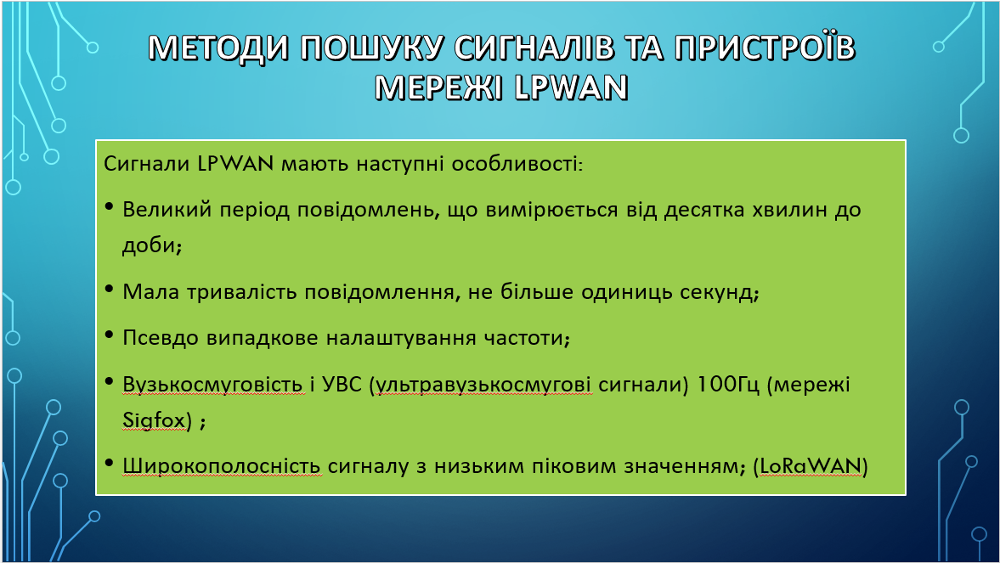 МЕТОДИ ПОШУКУ СИГНАЛІВ ТА ПРИСТРОЇВ
МЕРЕЖІ LPWAN
Сигнали LPWAN мають наступні особливості:
• Великий період повідомлень, що вимірюється від десятка хвилин до
доби;
• Мала тривалість повідомлення, не більше одиниць секунд;
• Псевдо випадкове налаштування частоти;
• Вузькосмуговість і УВС (ультравузькосмугові сигнали) 100Гц (мережі
Sigfox) ;
• Широкополосність сигналу з низьким піковим значенням; (LoRaWAN)